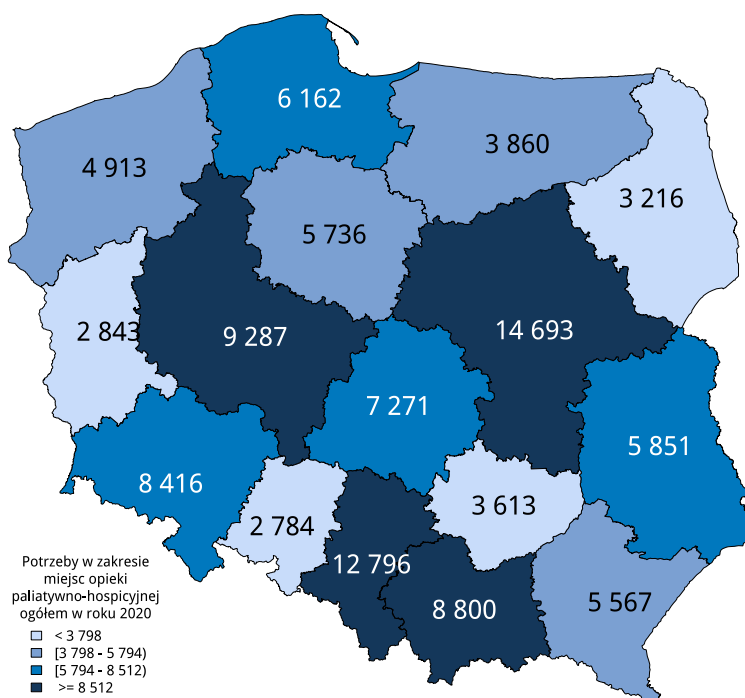 6 162
3 860
4 913
3 216
5 736
2 843
9 287
14 693
7 271
5 851
8 416
3 613
2 784
12 796
8 800
5 567
Potrzeby w zakresie
miejsc opieki
paliatywno-hospicyjnej
ogółem w roku 2020
< 3 798
[3 798 - 5 794)
[5 794 - 8 512)
>= 8 512